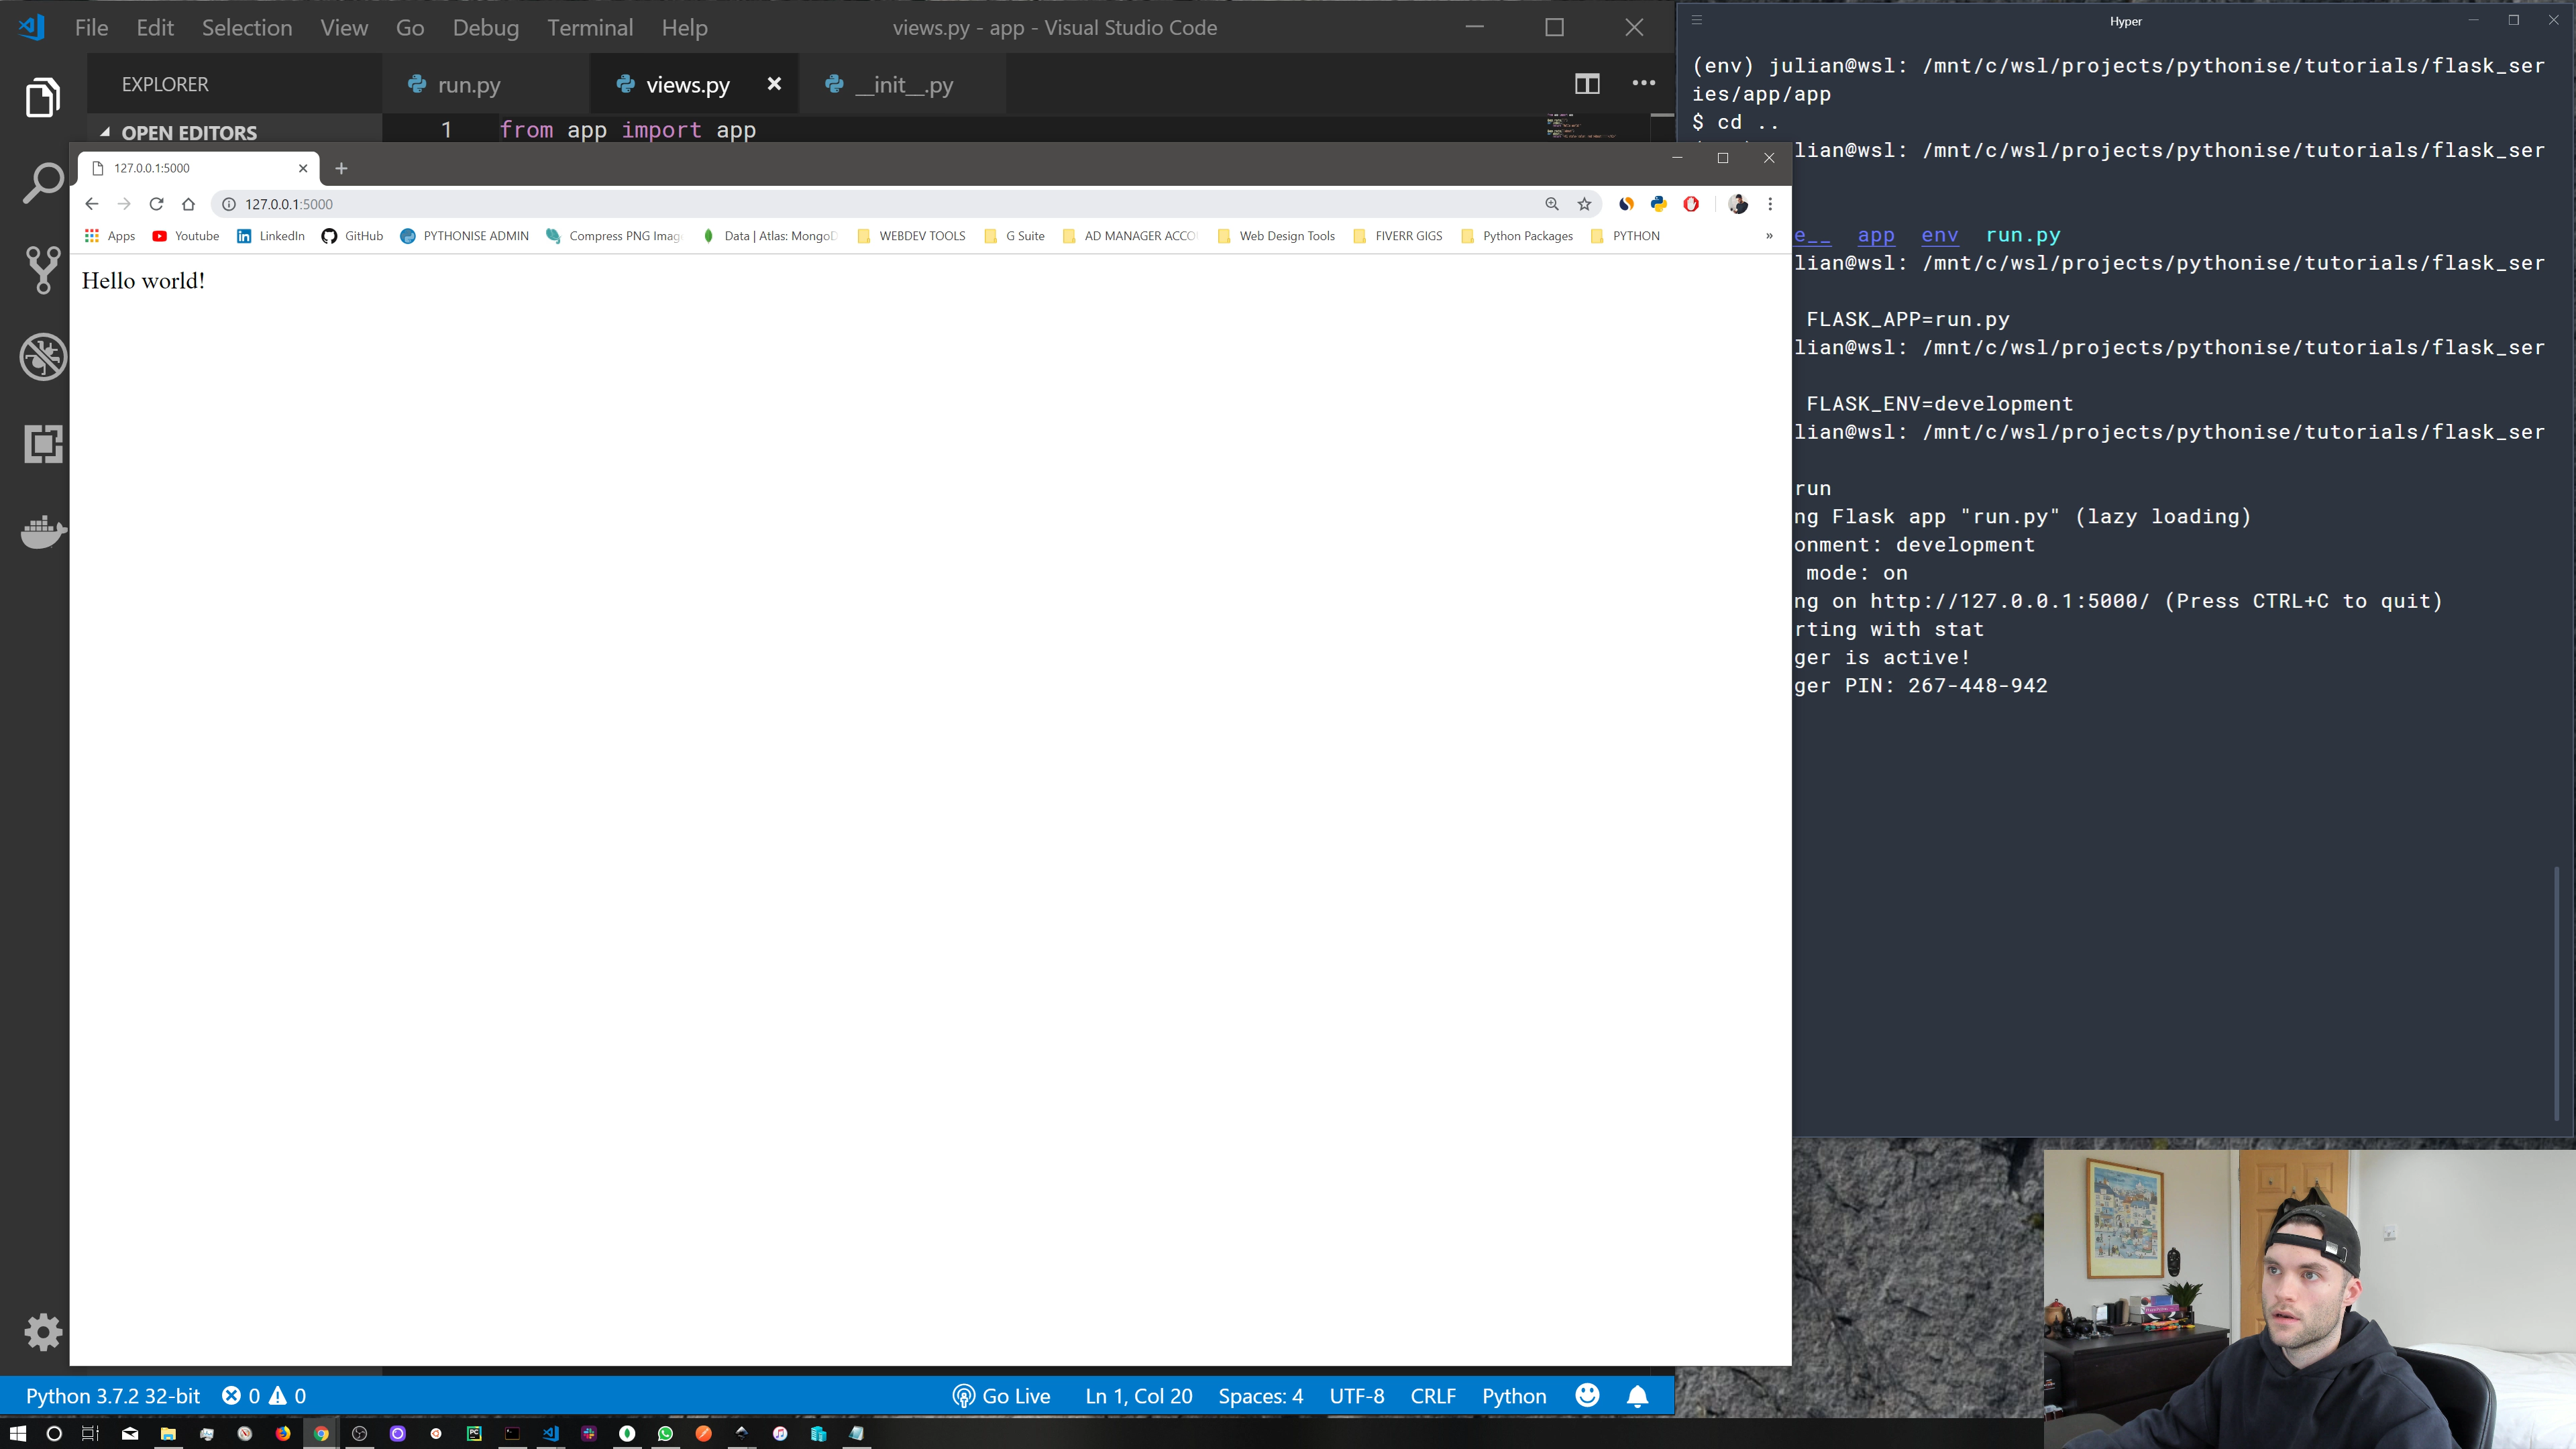 File Edit Selection View Go Debug Terminal Help
views.py - app - Visual Studio Code
EXPLORER
run.py
views.py
__init__.py
OPEN EDITORS
1 from app import app
127.0.0.1:5000
127.0.0.1:5000
Apps Youtube LinkedIn GitHub PYTHONISE ADMIN Compress PNG Imag Data | Atlas: MongoD WEBDEV TOOLS G Suite AD MANAGER ACCO Web Design Tools FIVERR GIGS Python Packages PYTHON »
Hello world!
Hyper
(env) julian@wsl: /mnt/c/wsl/projects/pythonise/tutorials/flask_ser
ies/app/app
$ cd ..
lian@wsl: /mnt/c/wsl/projects/pythonise/tutorials/flask_ser
e__ app env run.py
lian@wsl: /mnt/c/wsl/projects/pythonise/tutorials/flask_ser
FLASK_APP=run.py
lian@wsl: /mnt/c/wsl/projects/pythonise/tutorials/flask_ser
FLASK_ENV=development
lian@wsl: /mnt/c/wsl/projects/pythonise/tutorials/flask_ser
run
ng Flask app "run.py" (lazy loading)
onment: development
mode: on
ng on http://127.0.0.1:5000/ (Press CTRL+C to quit)
rting with stat
ger is active!
ger PIN: 267-448-942
Python 3.7.2 32-bit 0 0 Go Live Ln 1, Col 20 Spaces: 4 UTF-8 CRLF Python